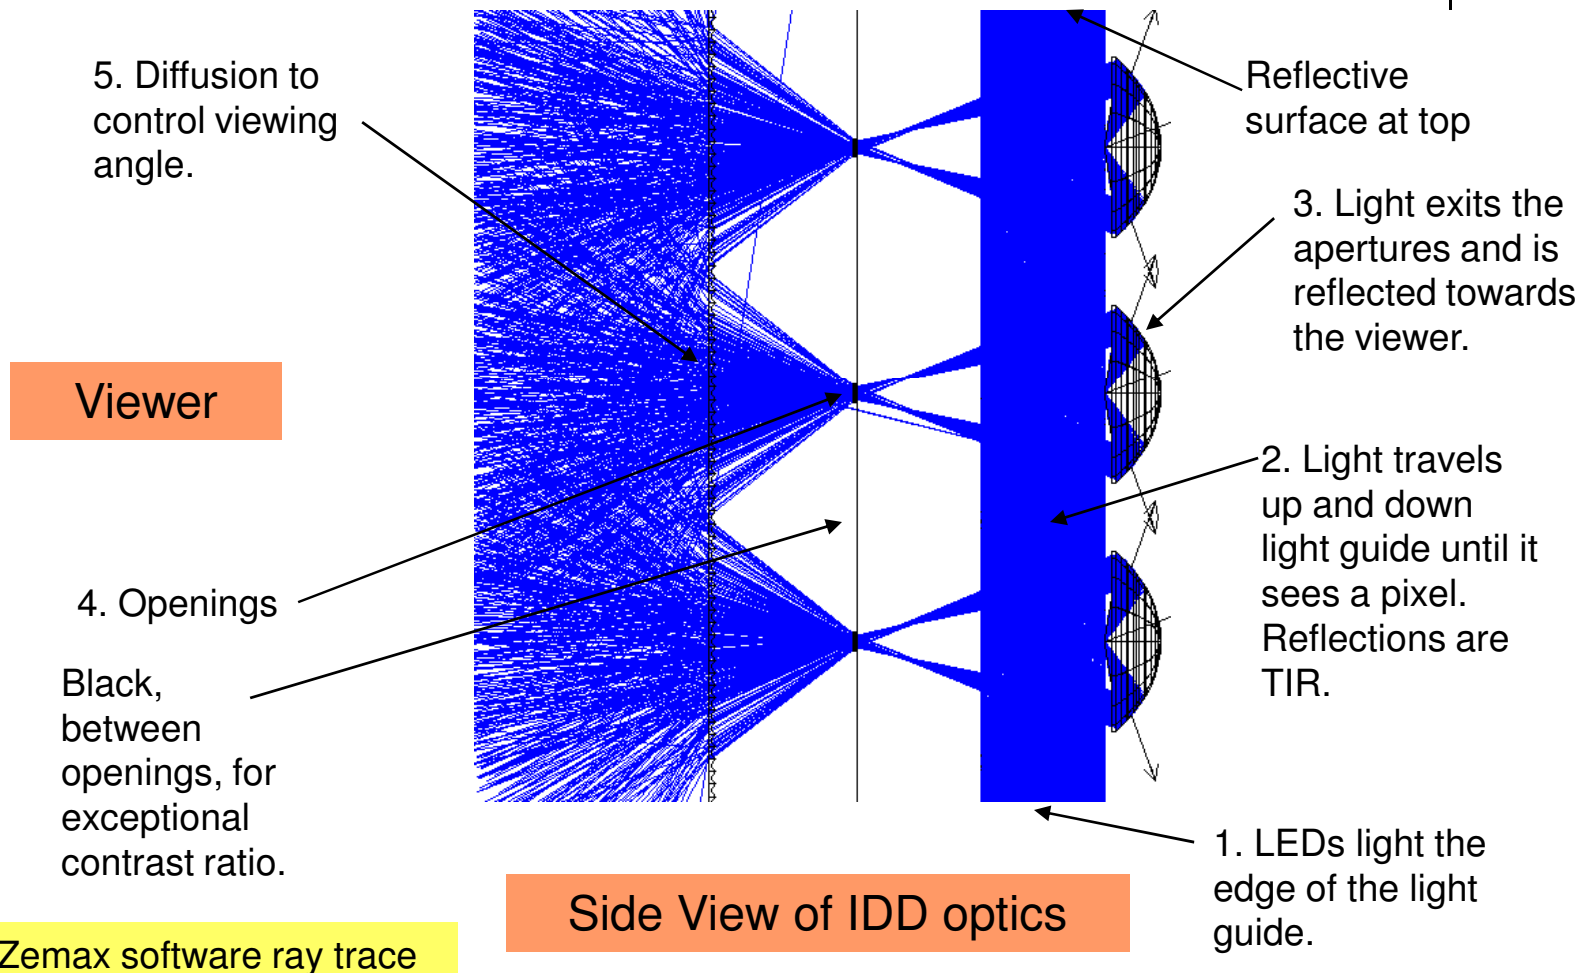 5. Diffusion to
control viewing
angle.
Reflective
surface at top
3. Light exits the
apertures and is
reflected towards
the viewer.
Viewer
2. Light travels
up and down
light guide until it
sees a pixel.
Reflections are
TIR.
4. Openings
Black,
between
openings, for
exceptional
contrast ratio.
1. LEDs light the
edge of the light
guide.
Side View of IDD optics
Zemax software ray trace